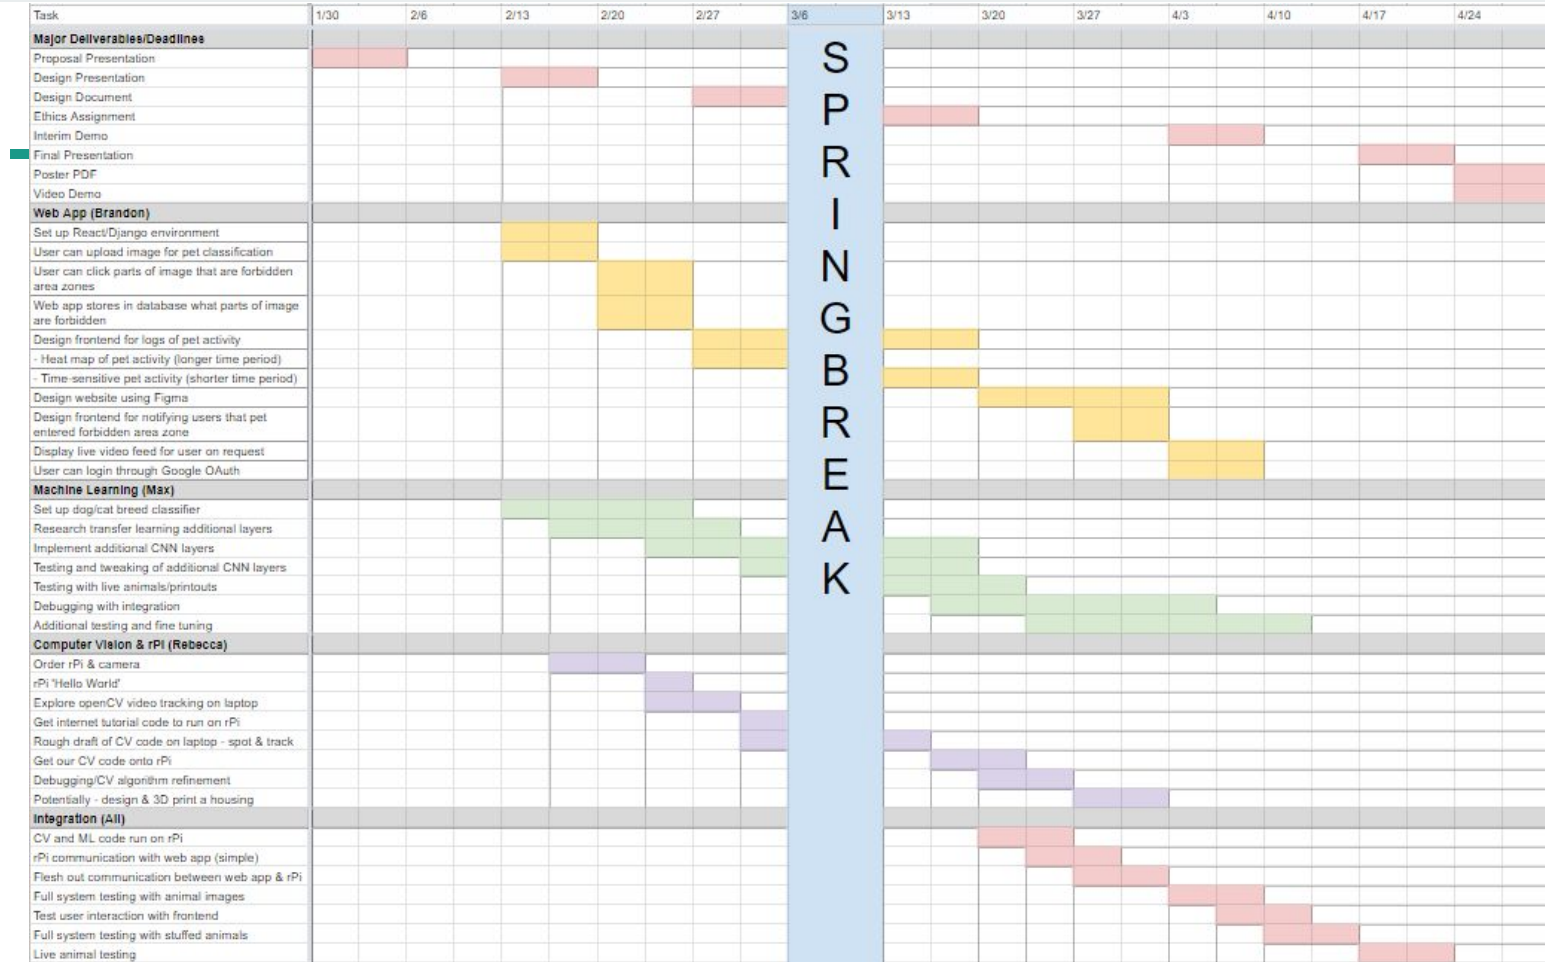 Task 1/30 2/6 2/13 2/20 2/27 3/6 3/13 3/20 3/27 4/3 4/10 4/17 4/24
Major Deliverables/Deadlines
Proposal Presentation
Design Presentation
Design Document
Ethics Assignment
Interim Demo
Final Presentation
Poster PDF
Video Demo
Web App (Brandon)
Set up React/Django environment
User can upload image for pet classification
User can click parts of image that are forbidden
area zones
Web app stores in database what parts of image
are forbidden
Design frontend for logs of pet activity
- Heat map of pet activity (longer time period)
- Time-sensitive pet activity (shorter time period)
Design website using Figma
Design frontend for notifying users that pet
entered forbidden area zone
Display live video feed for user on request
User can login through Google OAuth
Machine Learning (Max)
Set up dog/cat breed classifier
Research transfer learning additional layers
Implement additional CNN layers
Testing and tweaking of additional CNN layers
Testing with live animals/printouts
Debugging with integration
Additional testing and fine tuning
Computer Vision & rPi (Rebecca)
Order rPi & camera
rPi 'Hello World'
Explore openCV video tracking on laptop
Get internet tutorial code to run on rPi
Rough draft of CV code on laptop - spot & track
Get our CV code onto rPi
Debugging/CV algorithm refinement
Potentially - design & 3D print a housing
Integration (All)
CV and ML code run on rPi
rPi communication with web app (simple)
Flesh out communication between web app & rPi
Full system testing with animal images
Test user interaction with frontend
Full system testing with stuffed animals
Live animal testing
S
P
R
I
N
G
B
R
E
A
K